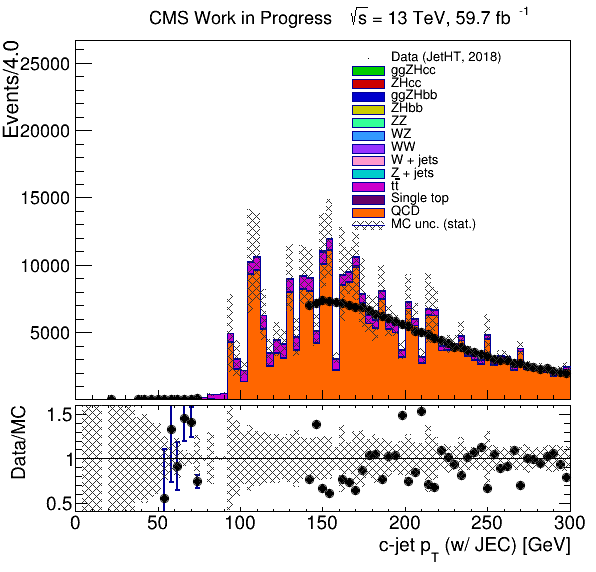 CMS Work in Progress √s = 13 TeV, 59.7 fb -1
Events/4.0
25000
20000
15000
10000
5000
Data (JetHT, 2018)
ggZHcc
ZHcc
ggZHbb
ZHbb
ZZ
WZ
WW
W + jets
Z + jets
tt̄
Single top
QCD
MC unc. (stat.)
Data/MC
1.5
1
0.5
0 50 100 150 200 250 300
c-jet p_T (w/ JEC) [GeV]